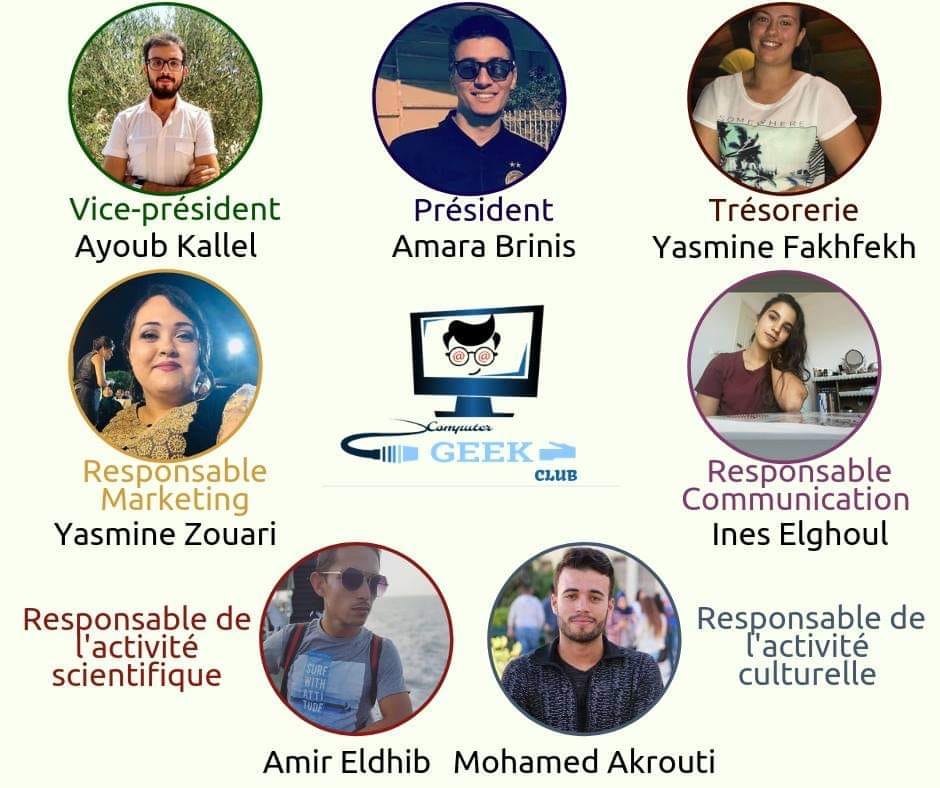 SOMEWHERE
Vice-président
Ayoub Kallel
Président
Amara Brinis
Trésorerie
Yasmine Fakhfekh
@ @
Computer
GEEK
CLUB
Responsable
Marketing
Yasmine Zouari
Responsable
Communication
Ines Elghoul
Responsable de
l'activité
scientifique
SURF
WITH
ATTI
TUDE
Amir Eldhib
Responsable de
l'activité
culturelle
Mohamed Akrouti